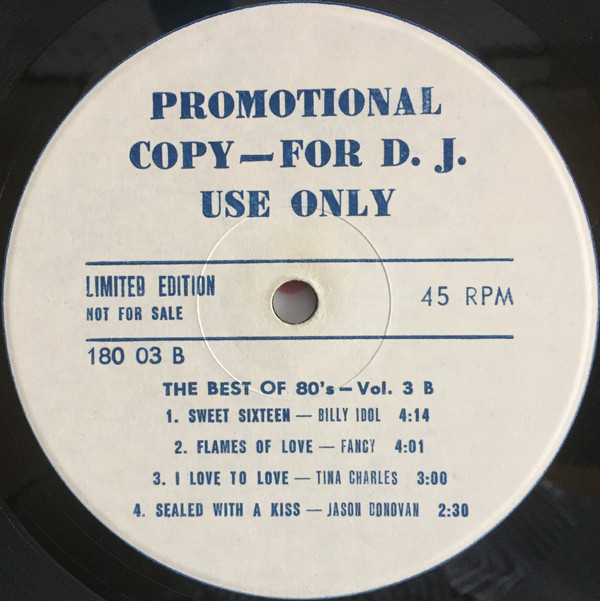 PROMOTIONAL
COPY—FOR D. J.
USE ONLY
LIMITED EDITION
NOT FOR SALE
45 RPM
180 03 B
THE BEST OF 80's—Vol. 3 B
1. SWEET SIXTEEN — BILLY IDOL 4:14
2. FLAMES OF LOVE — FANCY 4:01
3. I LOVE TO LOVE — TINA CHARLES 3:00
4. SEALED WITH A KISS — JASON DONOVAN 2:30